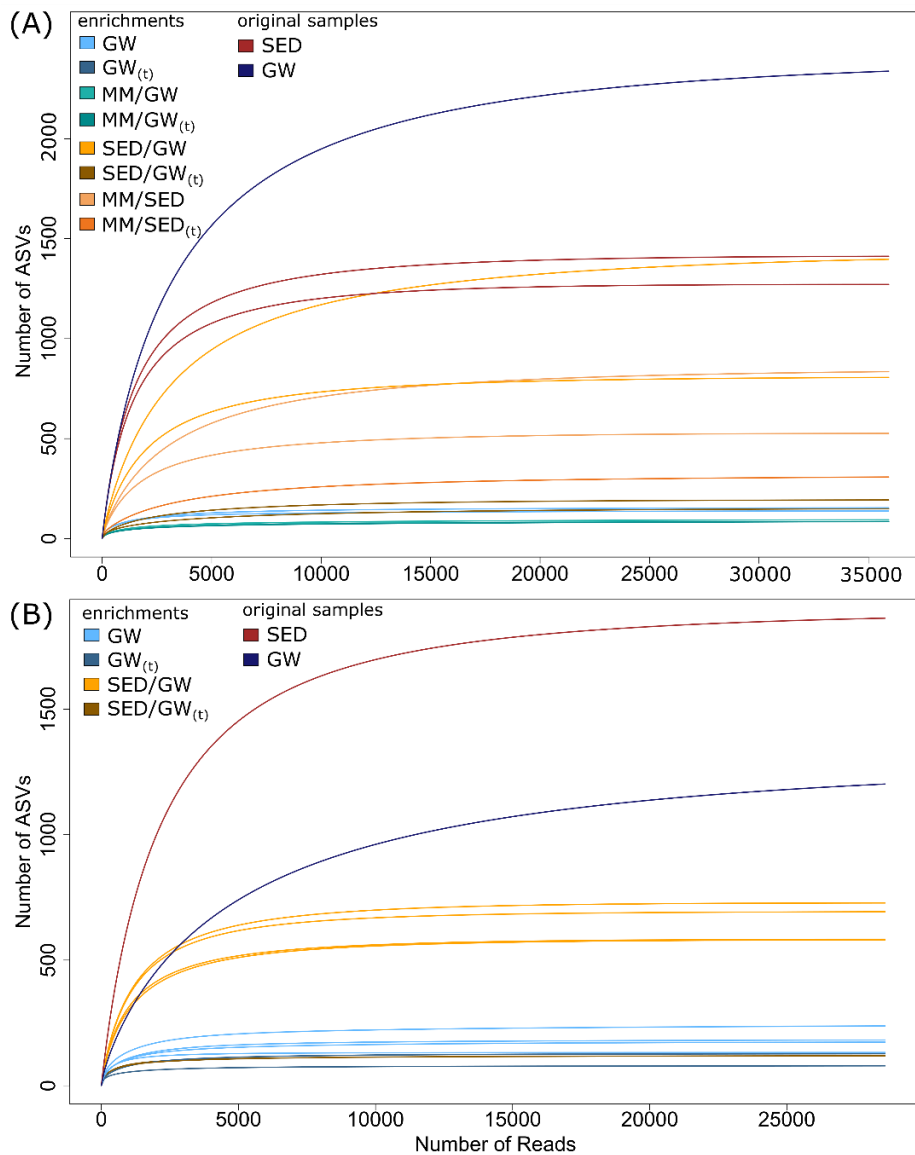 (A)
enrichments original samples
GW SED
GW(t) GW
MM/GW
MM/GW(t)
SED/GW
SED/GW(t)
MM/SED
MM/SED(t)
Number of ASVs
2000
1500
1000
500
0
0 5000 10000 15000 20000 25000 30000 35000
(B)
enrichments original samples
GW SED
GW(t) GW
SED/GW
SED/GW(t)
Number of ASVs
1500
1000
500
0
0 5000 10000 15000 20000 25000
Number of Reads